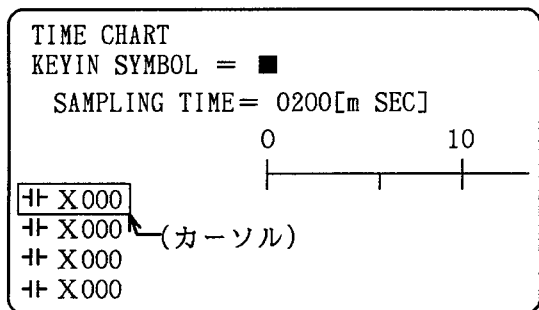 TIME CHART
KEYIN SYMBOL = ■
SAMPLING TIME= 0200[m SEC]
0 10
⊣⊢ X000
⊣⊢ X000
(カーソル)
⊣⊢ X000
⊣⊢ X000